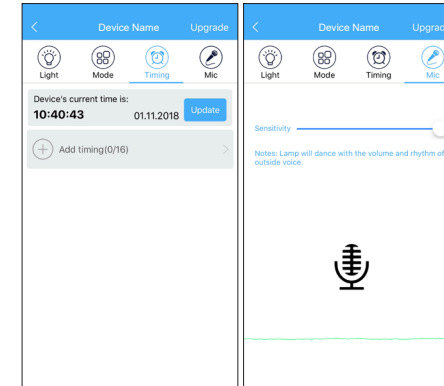 Device Name Upgrade
Light Mode Timing Mic
Device's current time is:
10:40:43 01.11.2018 Update
Add timing(0/16)
Device Name Upgrad
Light Mode Timing Mic
Sensitivity
Notes: Lamp will dance with the volume and rhythm of
outside voice.